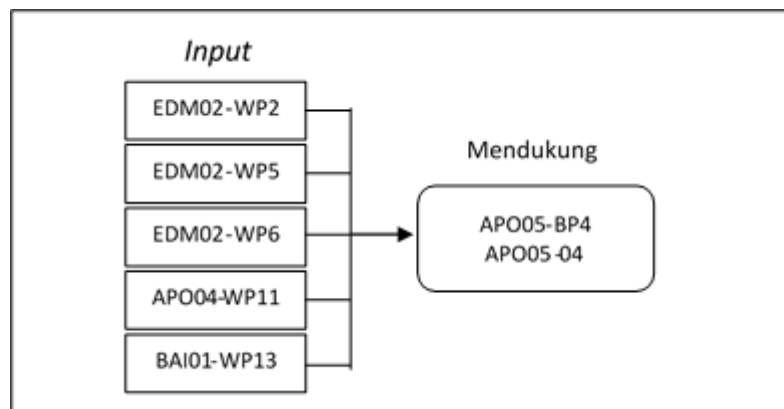 Input
EDM02-WP2
EDM02-WP5
EDM02-WP6
APO04-WP11
BAI01-WP13
Mendukung
APO05-BP4
APO05-04